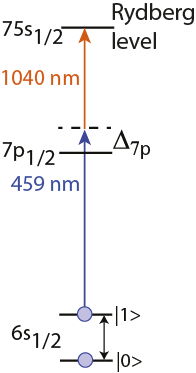 75s1/2
Rydberg
level
1040 nm
Δ7p
7p1/2
459 nm
|1>
6s1/2
|0>